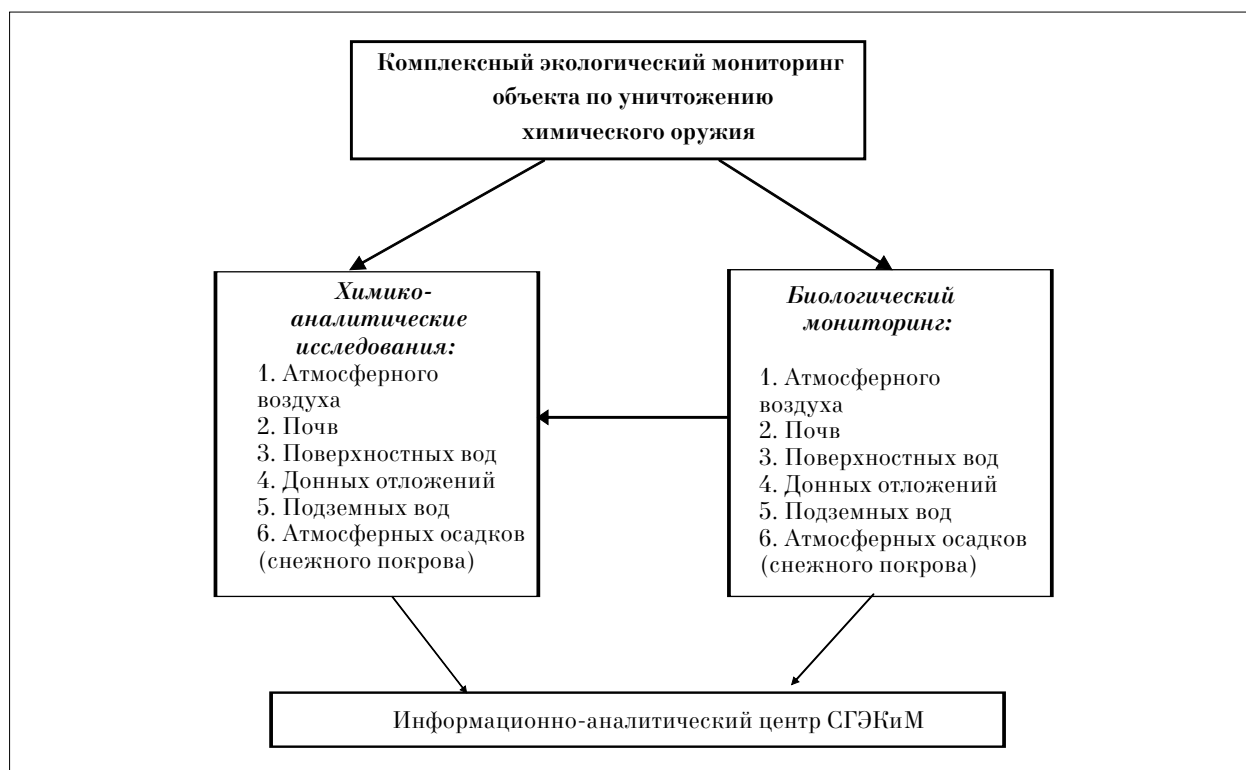 Комплексный экологический мониторинг
объекта по уничтожению
химического оружия
Химико-
аналитические
исследования:
1. Атмосферного
воздуха
2. Почв
3. Поверхностных вод
4. Донных отложений
5. Подземных вод
6. Атмосферных осадков
(снежного покрова)
Биологический
мониторинг:
1. Атмосферного
воздуха
2. Почв
3. Поверхностных вод
4. Донных отложений
5. Подземных вод
6. Атмосферных осадков
(снежного покрова)
Информационно-аналитический центр СГЭКиМ